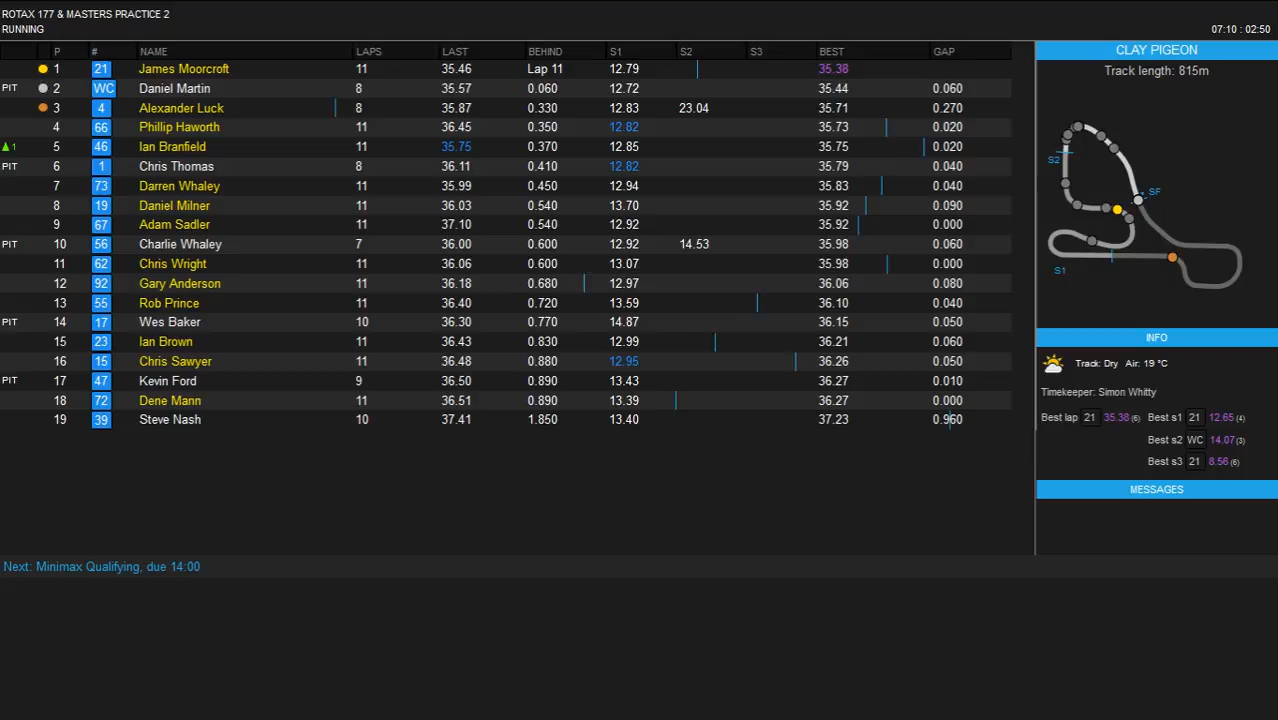 ROTAX 177 & MASTERS PRACTICE 2
RUNNING
07:10 : 02:50
P # NAME LAPS LAST BEHIND S1 S2 S3 BEST GAP
1 21 James Moorcroft 11 35.46 Lap 11 12.79 35.38
PIT 2 WC Daniel Martin 8 35.57 0.060 12.72 35.44 0.060
3 4 Alexander Luck 8 35.87 0.330 12.83 23.04 35.71 0.270
4 66 Phillip Haworth 11 36.45 0.350 12.82 35.73 0.020
1 5 46 Ian Branfield 11 35.75 0.370 12.85 35.75 0.020
PIT 6 1 Chris Thomas 8 36.11 0.410 12.82 35.79 0.040
7 73 Darren Whaley 11 35.99 0.450 12.94 35.83 0.040
8 19 Daniel Milner 11 36.03 0.540 13.70 35.92 0.090
9 67 Adam Sadler 11 37.10 0.540 12.92 35.92 0.000
PIT 10 56 Charlie Whaley 7 36.00 0.600 12.92 14.53 35.98 0.060
11 62 Chris Wright 11 36.06 0.600 13.07 35.98 0.000
12 92 Gary Anderson 11 36.18 0.680 12.97 36.06 0.080
13 55 Rob Prince 11 36.40 0.720 13.59 36.10 0.040
PIT 14 17 Wes Baker 10 36.30 0.770 14.87 36.15 0.050
15 23 Ian Brown 11 36.43 0.830 12.99 36.21 0.060
16 15 Chris Sawyer 11 36.48 0.880 12.95 36.26 0.050
PIT 17 47 Kevin Ford 9 36.50 0.890 13.43 36.27 0.010
18 72 Dene Mann 11 36.51 0.890 13.39 36.27 0.000
19 39 Steve Nash 10 37.41 1.850 13.40 37.23 0.960
CLAY PIGEON
Track length: 815m
S2
SF
S1
INFO
Track: Dry Air: 19 °C
Timekeeper: Simon Whitty
Best lap 21 35.38 (6) Best s1 21 12.65 (4)
Best s2 WC 14.07 (3)
Best s3 21 8.56 (6)
MESSAGES
Next: Minimax Qualifying, due 14:00